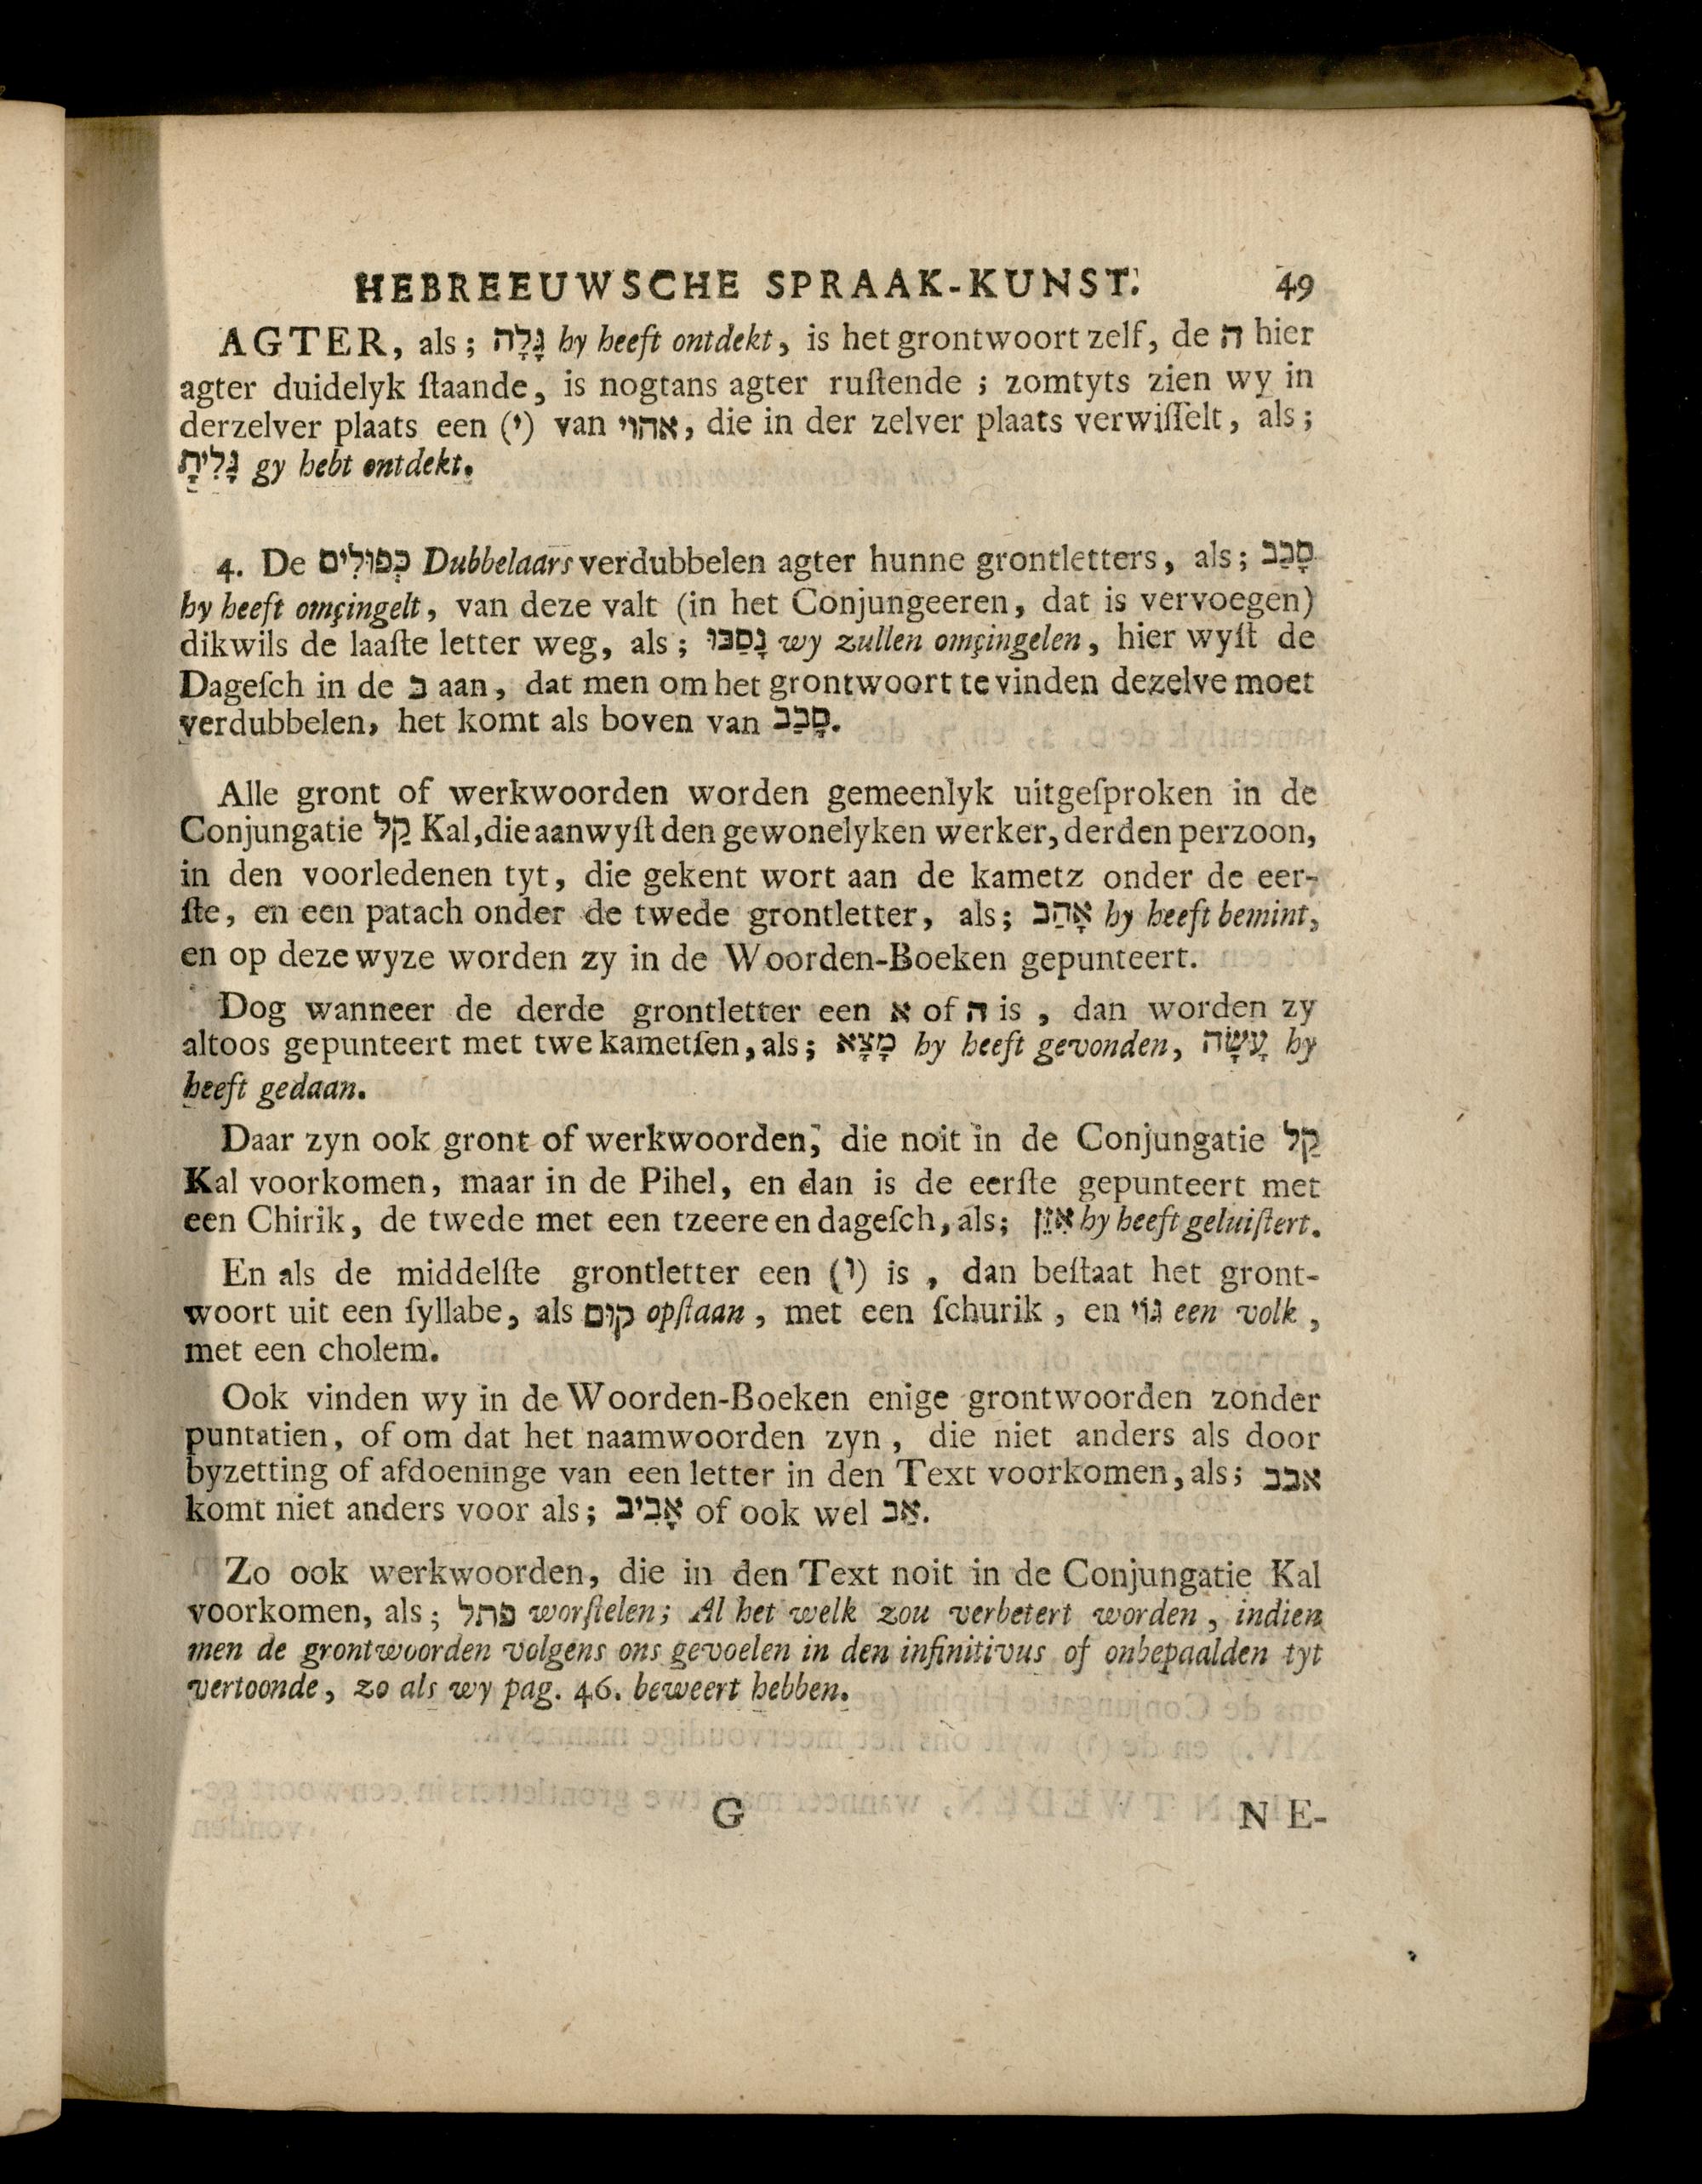 HEBREEUWSCHE SPRAAK-KUNST. 49
AGTER, als; גָּלָה hy heeft ontdekt, is het grontwoort zelf, de ה hier
agter duidelyk ſtaande, is nogtans agter ruſtende; zomtyts zien wy in
derzelver plaats een (י) van אהוי, die in der zelver plaats verwiſſelt, als;
גָּלִיתָ gy hebt ontdekt.
4. De כְּפוּלִים Dubbelaars verdubbelen agter hunne grontletters, als; סָבַב
hy heeft omçingelt, van deze valt (in het Conjungeeren, dat is vervoegen)
dikwils de laaſte letter weg, als; נָסַבּוּ wy zullen omçingelen, hier wyſt de
Dageſch in de בּ aan, dat men om het grontwoort te vinden dezelve moet
verdubbelen, het komt als boven van סָבַב.
Alle gront of werkwoorden worden gemeenlyk uitgeſproken in de
Conjungatie קַל Kal, die aanwyſt den gewonelyken werker, derden perzoon,
in den voorledenen tyt, die gekent wort aan de kametz onder de eer-
ſte, en een patach onder de twede grontletter, als; אָהַב hy heeft bemint,
en op deze wyze worden zy in de Woorden-Boeken gepunteert.
Dog wanneer de derde grontletter een א of ה is, dan worden zy
altoos gepunteert met twe kametſen, als; מָצָא hy heeft gevonden, עָשָׂה hy
heeft gedaan.
Daar zyn ook gront of werkwoorden, die noit in de Conjungatie קַל
Kal voorkomen, maar in de Pihel, en dan is de eerſte gepunteert met
een Chirik, de twede met een tzeere en dageſch, als; אִזֵּן hy heeft geluiſtert.
En als de middelſte grontletter een (ו) is, dan beſtaat het gront-
woort uit een ſyllabe, als קוּם opſtaan, met een ſchurik, en גּוֹי een volk,
met een cholem.
Ook vinden wy in de Woorden-Boeken enige grontwoorden zonder
puntatien, of om dat het naamwoorden zyn, die niet anders als door
byzetting of afdoeninge van een letter in den Text voorkomen, als; אבב
komt niet anders voor als; אָבִיב of ook wel אֵב.
Zo ook werkwoorden, die in den Text noit in de Conjungatie Kal
voorkomen, als; פתל worſtelen; Al het welk zou verbetert worden, indien
men de grontwoorden volgens ons gevoelen in den infinitivus of onbepaalden tyt
vertoonde, zo als wy pag. 46. beweert hebben.
G NE-